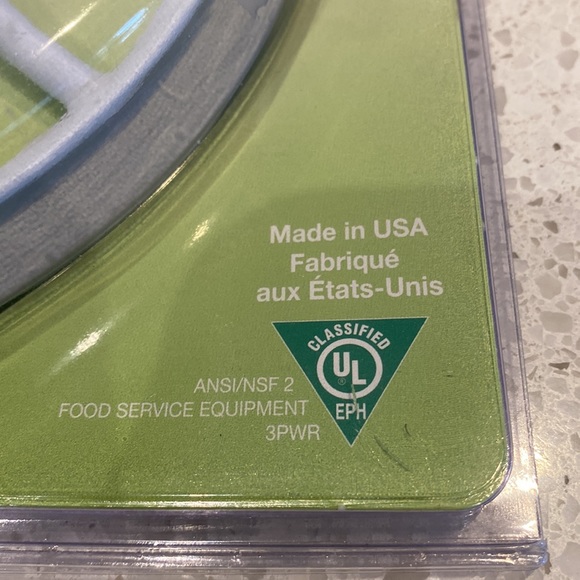 Made in USA
Fabriqué
aux États-Unis
CLASSIFIED
UL
®
EPH
ANSI/NSF 2
FOOD SERVICE EQUIPMENT
3PWR